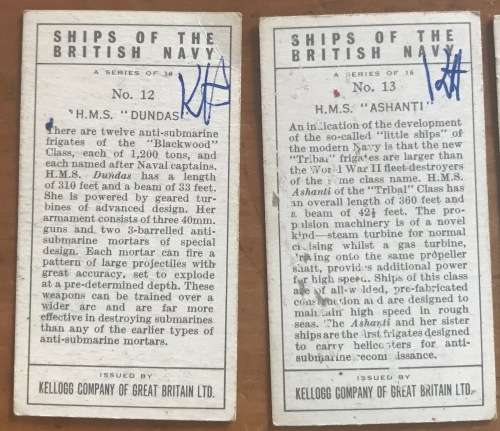 SHIPS OF THE
BRITISH NAVY
A SERIES OF 16
No. 12
H.M.S. "DUNDAS"
There are twelve anti-submarine
frigates of the "Blackwood"
Class, each of 1,200 tons, and
each named after Naval captains.
H.M.S. Dundas has a length
of 310 feet and a beam of 33 feet.
She is powered by geared tur-
bines of advanced design. Her
armament consists of three 40mm.
guns and two 3-barrelled anti-
submarine mortars of special
design. Each mortar can fire a
pattern of large projectiles with
great accuracy, set to explode
at a pre-determined depth. These
weapons can be trained over a
wider arc and are far more
effective in destroying submarines
than any of the earlier types of
anti-submarine mortars.
ISSUED BY
KELLOGG COMPANY OF GREAT BRITAIN LTD.
SHIPS OF THE
BRITISH NAVY
A SERIES OF 16
No. 13
H.M.S. "ASHANTI"
An indication of the development
of the so-called "little ships" of
the modern Navy is that the new
"Tribal" frigates are larger than
the World War II fleet-destroyers
of the same class name. H.M.S.
Ashanti of the "Tribal" Class has
an overall length of 360 feet and
a beam of 42½ feet. The pro-
pulsion machinery is of a novel
kind—steam turbine for normal
cruising whilst a gas turbine,
driving onto the same propeller
shaft, provides additional power
for high speed. Ships of this class
are of all-welded, pre-fabricated
construction and are designed to
maintain high speed in rough
seas. The Ashanti and her sister
ships are the first frigates designed
to carry helicopters for anti-
submarine reconnaissance.
ISSUED BY
KELLOGG COMPANY OF GREAT BRITAIN LTD.